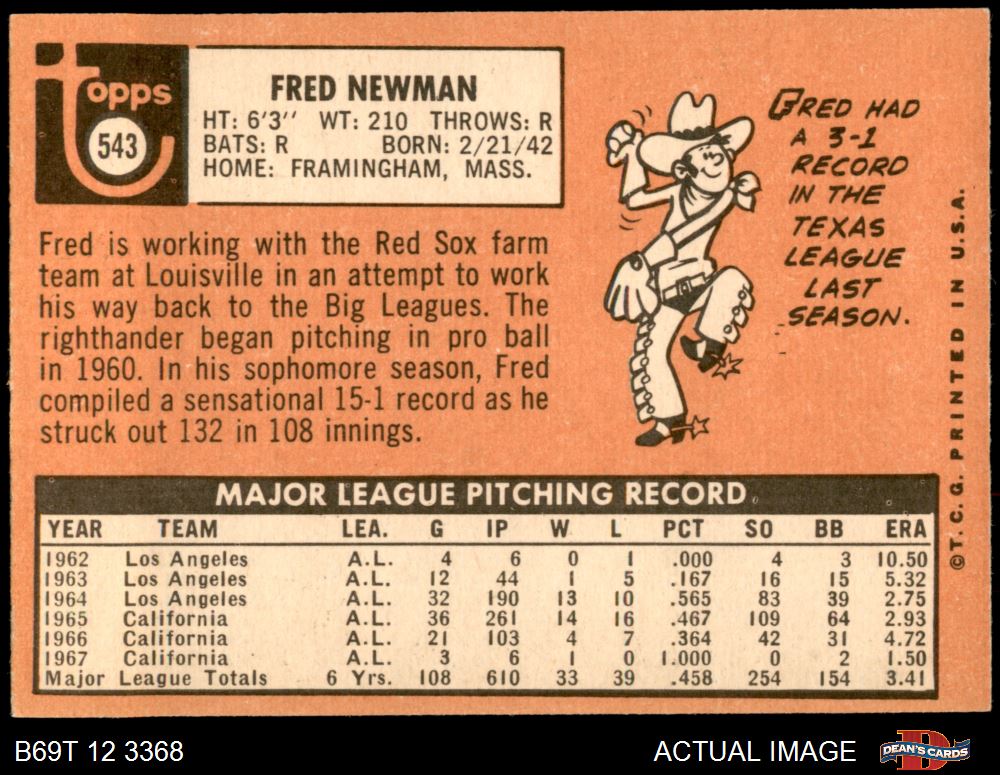 topps
543
FRED NEWMAN
HT: 6'3'' WT: 210 THROWS: R
BATS: R BORN: 2/21/42
HOME: FRAMINGHAM, MASS.
Fred is working with the Red Sox farm
team at Louisville in an attempt to work
his way back to the Big Leagues. The
righthander began pitching in pro ball
in 1960. In his sophomore season, Fred
compiled a sensational 15-1 record as he
struck out 132 in 108 innings.
FRED HAD
A 3-1
RECORD
IN THE
TEXAS
LEAGUE
LAST
SEASON.
©T. C. G. PRINTED IN U.S.A.
MAJOR LEAGUE PITCHING RECORD
YEAR TEAM LEA. G IP W L PCT SO BB ERA
1962 Los Angeles A.L. 4 6 0 1 .000 4 3 10.50
1963 Los Angeles A.L. 12 44 1 5 .167 16 15 5.32
1964 Los Angeles A.L. 32 190 13 10 .565 83 39 2.75
1965 California A.L. 36 261 14 16 .467 109 64 2.93
1966 California A.L. 21 103 4 7 .364 42 31 4.72
1967 California A.L. 3 6 1 0 1.000 0 2 1.50
Major League Totals 6 Yrs. 108 610 33 39 .458 254 154 3.41
B69T 12 3368
ACTUAL IMAGE
DEAN'S CARDS